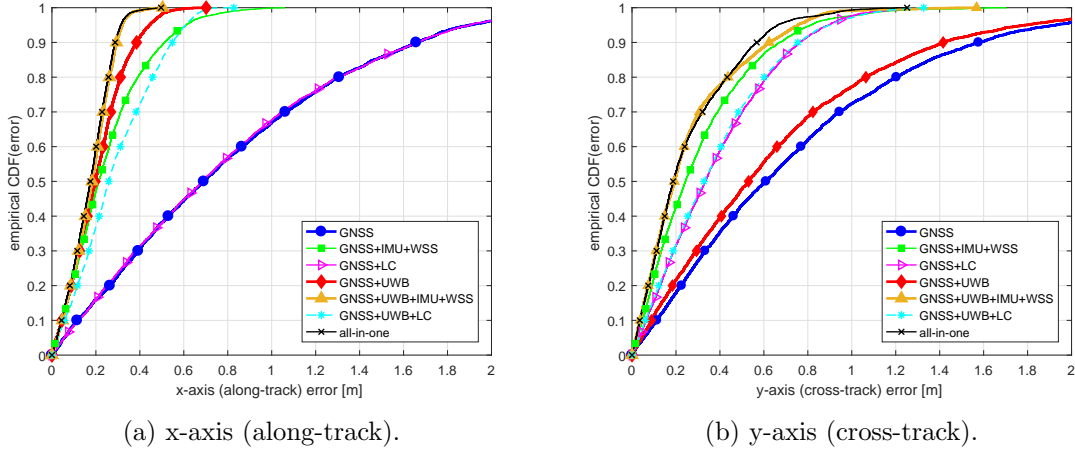 1
0.9
0.8
0.7
0.6
0.5
0.4
0.3
0.2
0.1
0
empirical CDF(error)
GNSS
GNSS+IMU+WSS
GNSS+LC
GNSS+UWB
GNSS+UWB+IMU+WSS
GNSS+UWB+LC
all-in-one
0 0.2 0.4 0.6 0.8 1 1.2 1.4 1.6 1.8 2
x-axis (along-track) error [m]
(a) x-axis (along-track).
1
0.9
0.8
0.7
0.6
0.5
0.4
0.3
0.2
0.1
0
empirical CDF(error)
GNSS
GNSS+IMU+WSS
GNSS+LC
GNSS+UWB
GNSS+UWB+IMU+WSS
GNSS+UWB+LC
all-in-one
0 0.2 0.4 0.6 0.8 1 1.2 1.4 1.6 1.8 2
y-axis (cross-track) error [m]
(b) y-axis (cross-track).